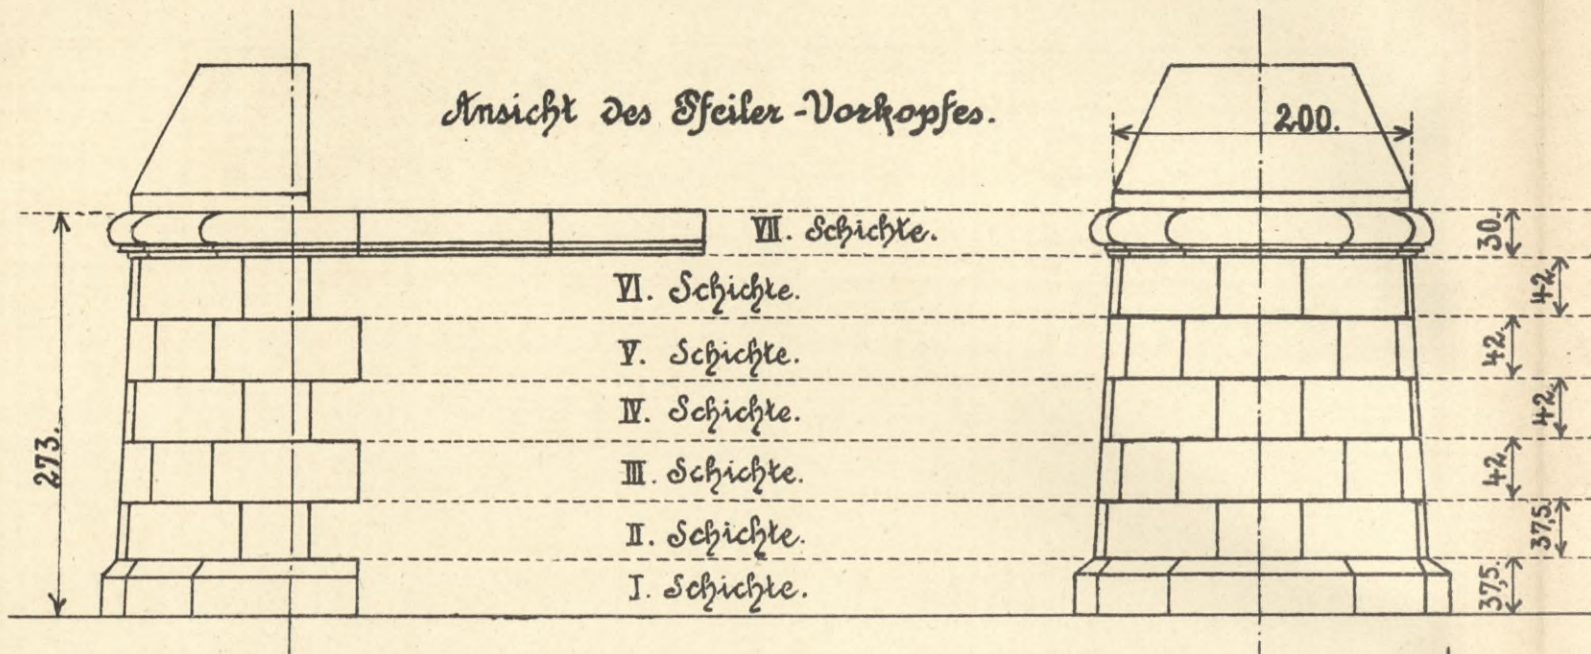 Ansicht des Pfeiler-Vorkopfes.
200.
VII. Schichte.
30.
VI. Schichte.
42.
V. Schichte.
42.
IV. Schichte.
42.
273.
III. Schichte.
42.
II. Schichte.
37,5.
I. Schichte.
37,5.